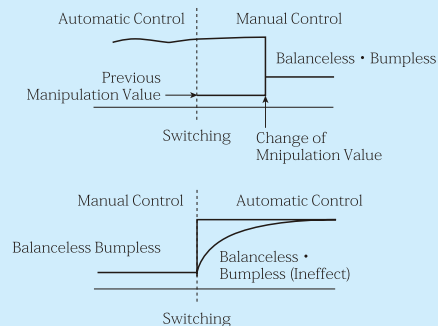 Automatic Control
Manual Control
Balanceless・Bumpless
Previous
Manipulation Value
Switching
Change of
Mnipulation Value
Manual Control
Automatic Control
Balanceless Bumpless
Balanceless・
Bumpless (Ineffect)
Switching